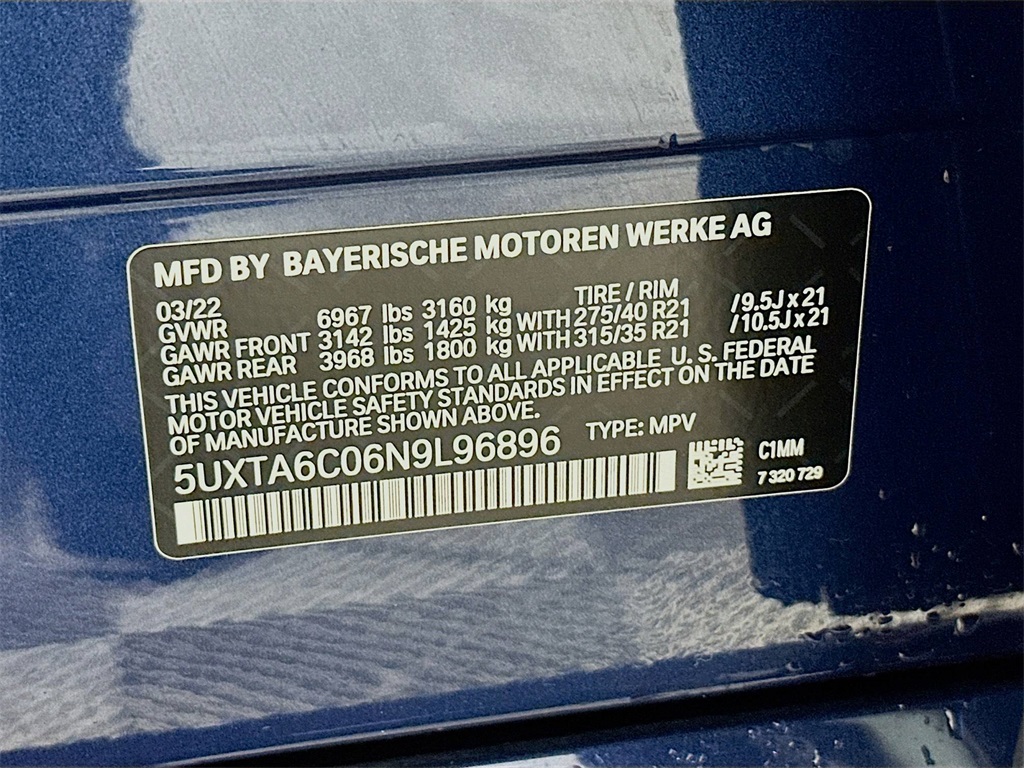 MFD BY BAYERISCHE MOTOREN WERKE AG
03/22 TIRE / RIM
GVWR 6967 lbs 3160 kg
GAWR FRONT 3142 lbs 1425 kg WITH 275/40 R21 /9.5J x 21
GAWR REAR 3968 lbs 1800 kg WITH 315/35 R21 /10.5J x 21
THIS VEHICLE CONFORMS TO ALL APPLICABLE U. S. FEDERAL
MOTOR VEHICLE SAFETY STANDARDS IN EFFECT ON THE DATE
OF MANUFACTURE SHOWN ABOVE.
5UXTA6C06N9L96896 TYPE: MPV
C1MM
7 320 729